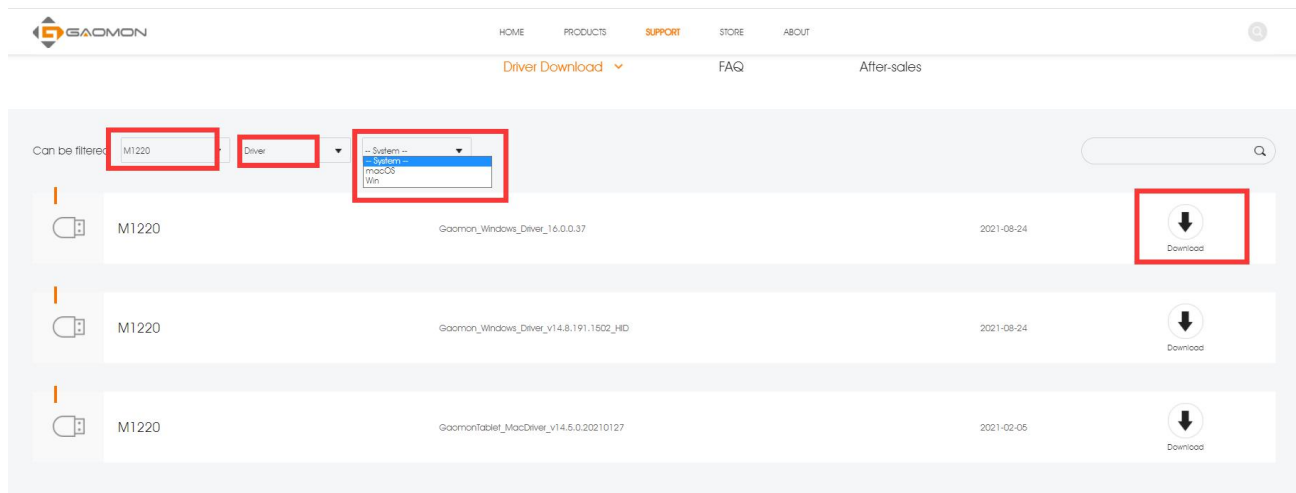 GAOMON
HOME PRODUCTS SUPPORT STORE ABOUT
Driver Download FAQ After-sales
Can be filtered M1220 Driver -- System --
-- System --
macOS
Win
M1220 Gaomon_Windows_Driver_16.0.0.37 2021-08-24 Download
M1220 Gaomon_Windows_Driver_v14.8.191.1502_HID 2021-08-24 Download
M1220 GaomonTablet_MacDriver_v14.5.0.20210127 2021-02-05 Download